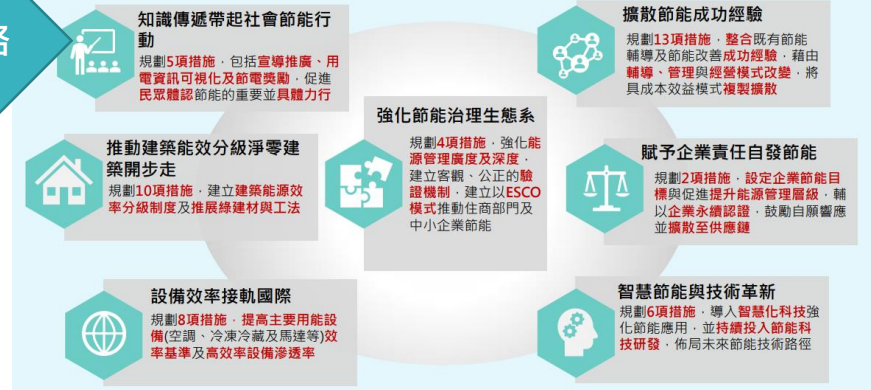 略
知識傳遞帶起社會節能行
動
規劃5項措施，包括宣導推廣、用
電資訊可視化及節電獎勵，促進
民眾體認節能的重要並具體力行
擴散節能成功經驗
規劃13項措施，整合既有節能
輔導及節能改善成功經驗，藉由
輔導、管理與經營模式改變，將
具成本效益模式複製擴散
強化節能治理生態系
規劃4項措施，強化能
源管理廣度及深度，
建立客觀、公正的驗
證機制，建立以ESCO
模式推動住商部門及
中小企業節能
推動建築能效分級淨零建
築開步走
規劃10項措施，建立建築能源效
率分級制度及推展綠建材與工法
賦予企業責任自發節能
規劃2項措施，設定企業節能目
標與促進提升能源管理層級，輔
以企業永續認證，鼓勵自願響應
並擴散至供應鏈
設備效率接軌國際
規劃8項措施，提高主要用能設
備(空調、冷凍冷藏及馬達等)效
率基準及高效率設備滲透率
智慧節能與技術革新
規劃6項措施，導入智慧化科技強
化節能應用，並持續投入節能科
技研發，佈局未來節能技術路徑